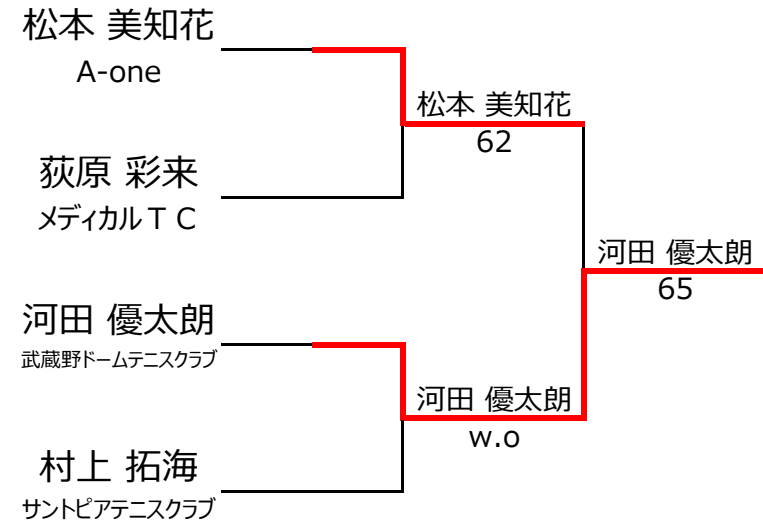 松本 美知花
A-one
松本 美知花
62
荻原 彩来
メディカルＴＣ
河田 優太朗
65
河田 優太朗
武蔵野ドームテニスクラブ
河田 優太朗
w.o
村上 拓海
サントピアテニスクラブ